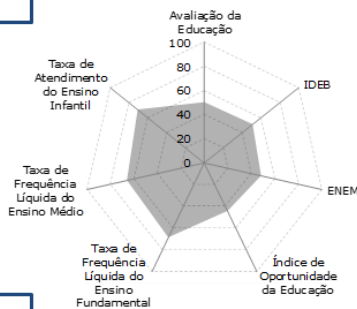 Avaliação da
Educação
100
80
60
40
20
0
IDEB
ENEM
Índice de
Oportunidade
da Educação
Taxa de
Frequência
Líquida do
Ensino
Fundamental
Taxa de
Frequência
Líquida do
Ensino Médio
Taxa de
Atendimento
do Ensino
Infantil